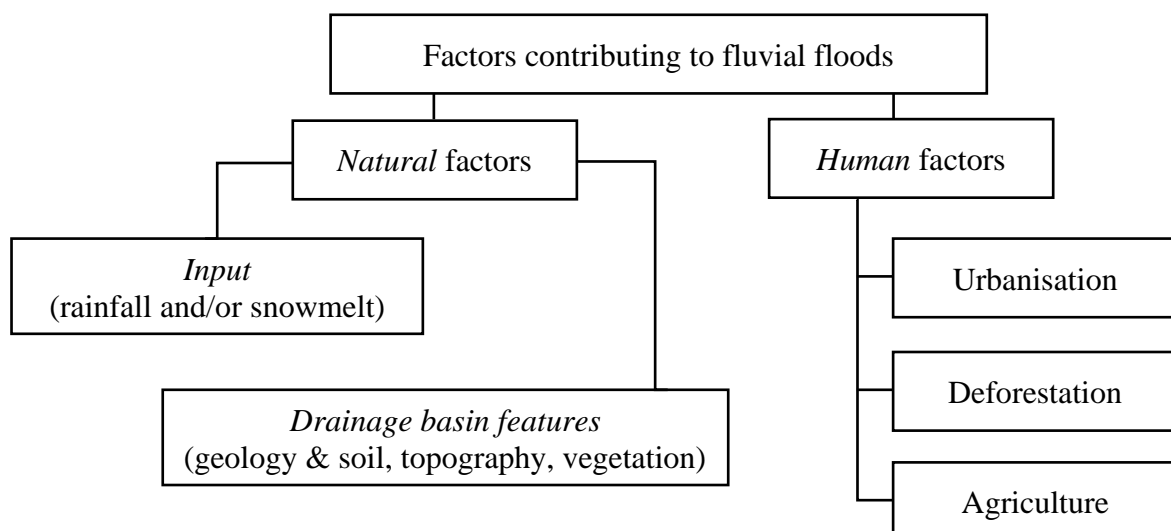 Factors contributing to fluvial floods
Natural factors
Human factors
Input
(rainfall and/or snowmelt)
Urbanisation
Deforestation
Drainage basin features
(geology & soil, topography, vegetation)
Agriculture